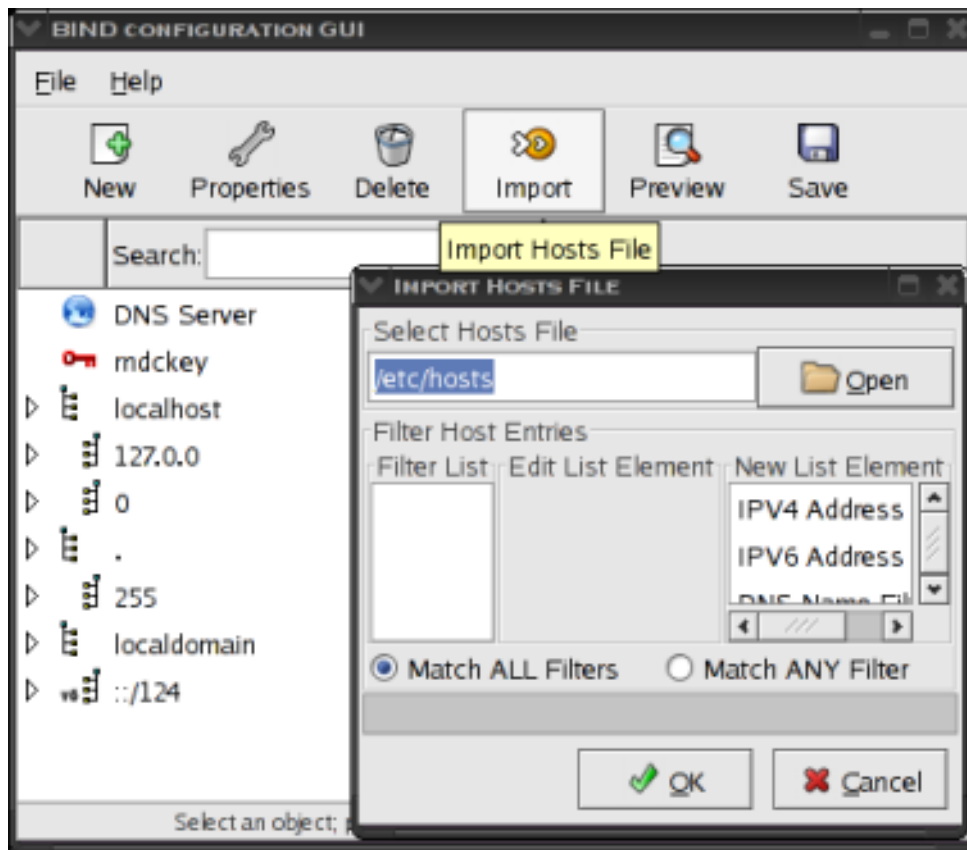 BIND CONFIGURATION GUI
File Help
New Properties Delete Import Preview Save
Search:
Import Hosts File
DNS Server
mdckey
localhost
127.0.0
0
.
255
localdomain
v6 ::/124
Select an object;
IMPORT HOSTS FILE
Select Hosts File
/etc/hosts Open
Filter Host Entries
Filter List Edit List Element New List Element
IPV4 Address
IPV6 Address
DNS Name
Match ALL Filters Match ANY Filter
OK Cancel